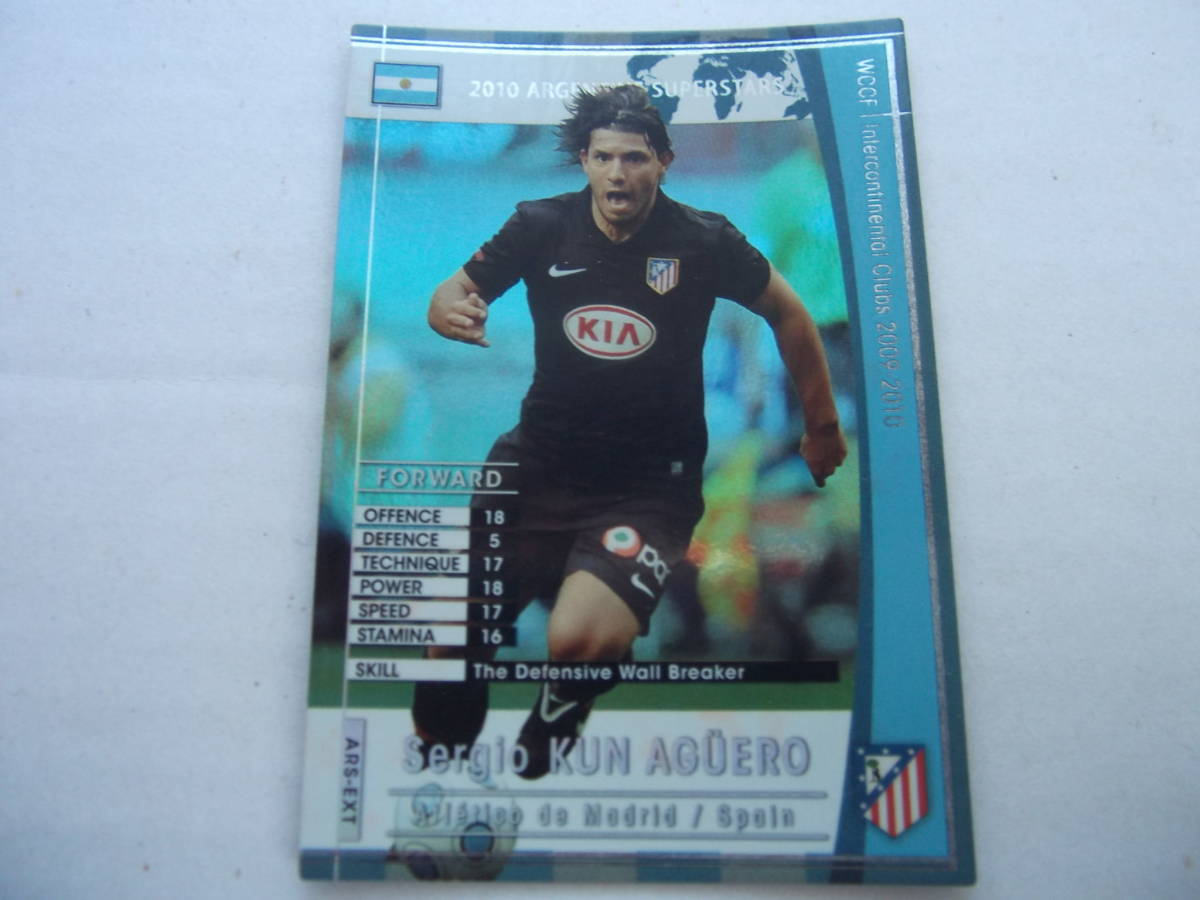 2010 ARGENTINE SUPERSTARS
WCCF | Intercontinental Clubs 2009-2010
KIA
FORWARD
OFFENCE 18
DEFENCE 5
TECHNIQUE 17
POWER 18
SPEED 17
STAMINA 16
SKILL The Defensive Wall Breaker
ARS-EXT
Sergio KUN AGÜERO
Atlético de Madrid / Spain